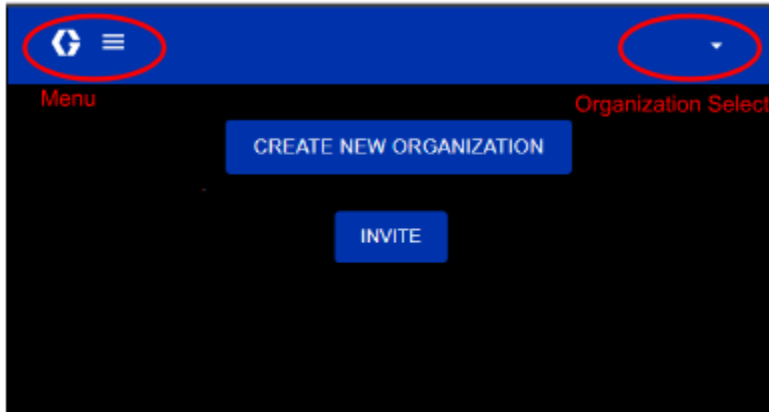 Menu
Organization Select
CREATE NEW ORGANIZATION
INVITE